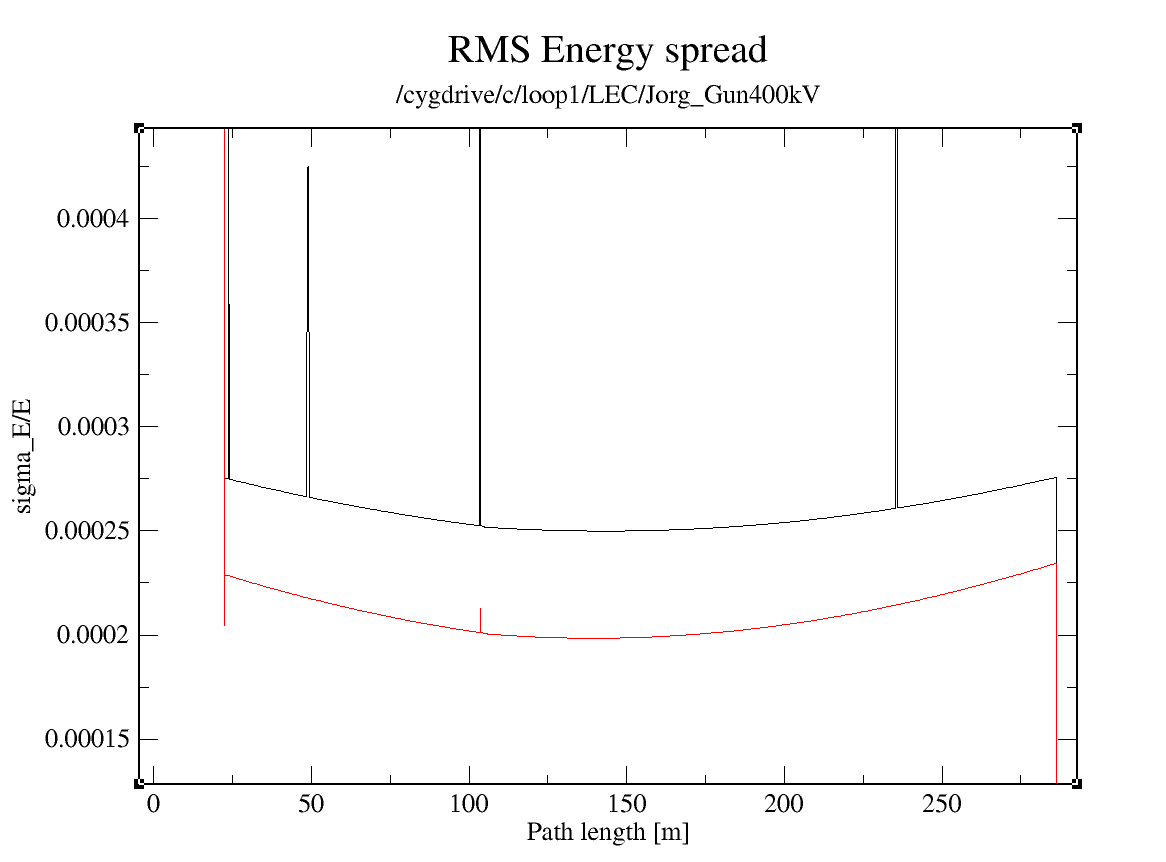 RMS Energy spread
/cygdrive/c/loop1/LEC/Jorg_Gun400kV
0.0004
0.00035
0.0003
0.00025
0.0002
0.00015
sigma_E/E
0 50 100 150 200 250
Path length [m]